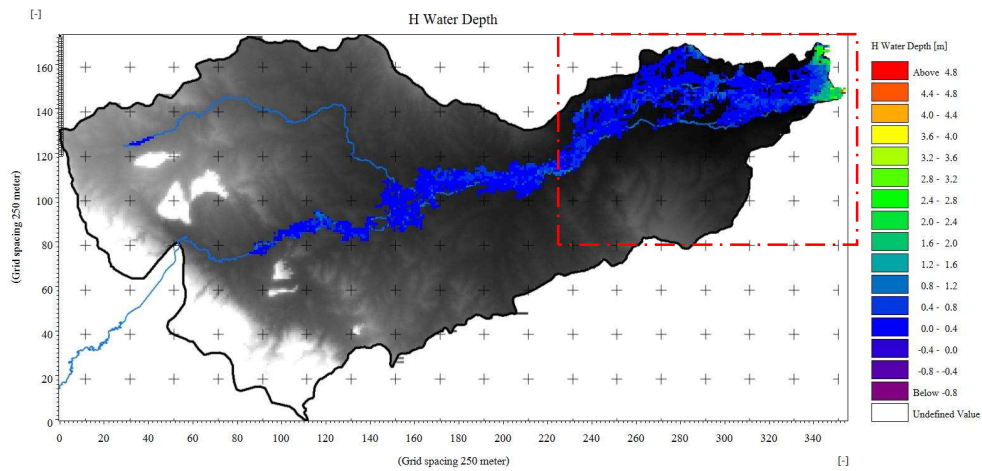 [-]
H Water Depth
160
140
120
100
80
60
40
20
0
(Grid spacing 250 meter)
0 20 40 60 80 100 120 140 160 180 200 220 240 260 280 300 320 340
(Grid spacing 250 meter)
[-]
H Water Depth [m]
Above 4.8
4.4 - 4.8
4.0 - 4.4
3.6 - 4.0
3.2 - 3.6
2.8 - 3.2
2.4 - 2.8
2.0 - 2.4
1.6 - 2.0
1.2 - 1.6
0.8 - 1.2
0.4 - 0.8
0.0 - 0.4
-0.4 - 0.0
-0.8 - -0.4
Below -0.8
Undefined Value